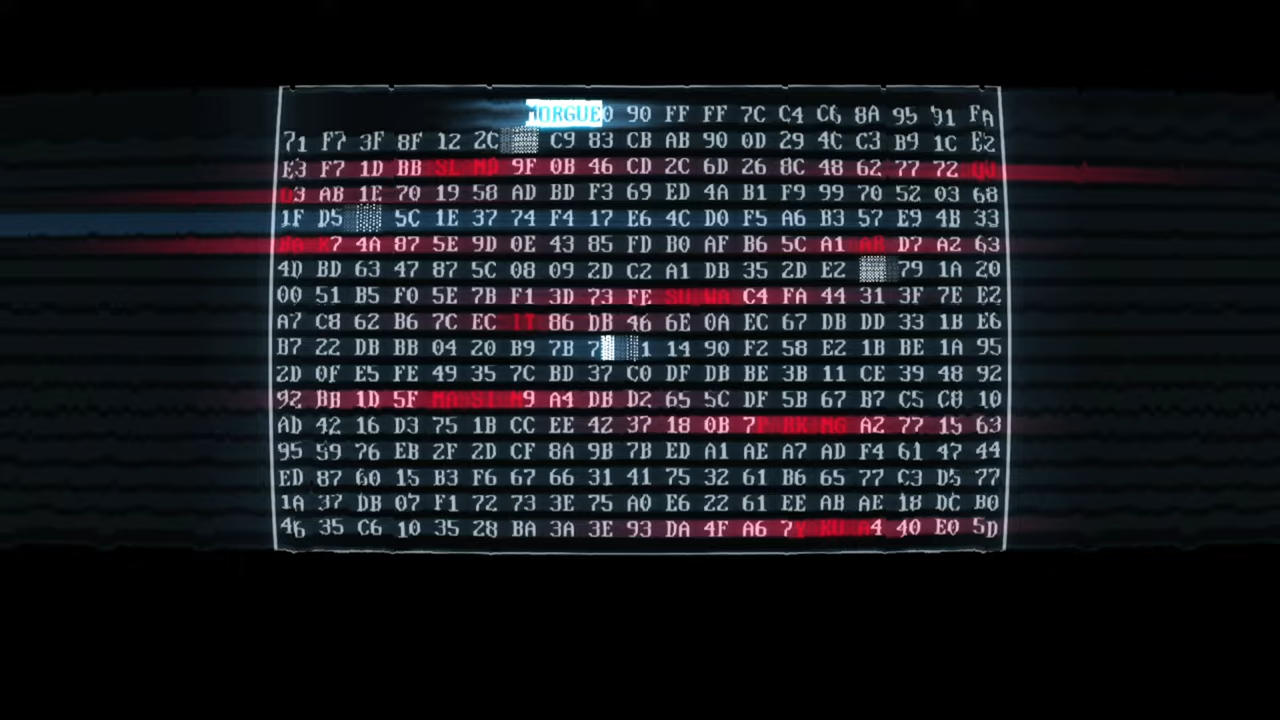 MORGUE0 90 FF FF 7C C4 C6 8A 95 91 FA
71 F7 3F 8F 12 2C C9 83 CB AB 90 0D 29 4C C3 B9 1C E2
E3 F7 1D BB 9F 0B 46 CD 2C 6D 26 8C 48 62 77 72
3 AB 1E 70 19 58 AD BD F3 69 ED 4A B1 F9 99 70 52 03 68
1F D5 5C 1E 37 74 F4 17 E6 4C D0 F5 A6 B3 57 E9 4B 33
7 4A 87 5E 9D 0E 43 85 FD B0 AF B6 5C A1 D7 A2 63
4D BD 63 47 87 5C 08 09 2D C2 A1 DB 35 2D E2 79 1A 20
00 51 B5 F0 5E 7B F1 3D 73 FE C4 FA 44 31 3F 7E E2
A7 C8 62 B6 7C EC IT 86 DB 46 6E 0A EC 67 DB DD 33 1B E6
B7 22 DB BB 04 20 B9 7B 7 1 14 90 F2 58 E2 1B BE 1A 95
2D 0F E5 FE 49 35 7C BD 37 C0 DF DB BE 3B 11 CE 39 48 92
92 BB 1D 5F 9 A4 DB D2 65 5C DF 5B 67 B7 C5 C8 10
AD 42 16 D3 75 1B CC EE 42 37 18 0B 7 A2 77 15 63
95 59 76 EB 2F 2D CF 8A 9B 7B ED A1 AE A7 AD F4 61 47 44
ED 87 60 15 B3 F6 67 66 31 41 75 32 61 B6 65 77 C3 D5 77
1A 37 DB 07 F1 72 73 3E 75 A0 E6 22 61 EE AB AE 18 DC B0
46 35 C6 10 35 28 BA 3A 3E 93 DA 4F A6 7 4 40 E0 5D